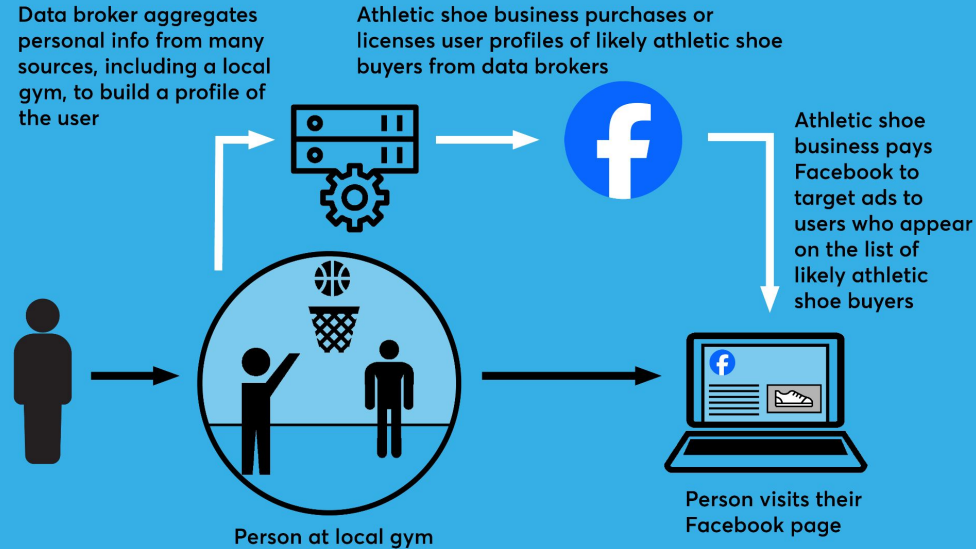 Data broker aggregates
personal info from many
sources, including a local
gym, to build a profile of
the user
Athletic shoe business purchases or
licenses user profiles of likely athletic shoe
buyers from data brokers
Athletic shoe
business pays
Facebook to
target ads to
users who appear
on the list of
likely athletic
shoe buyers
Person at local gym
Person visits their
Facebook page